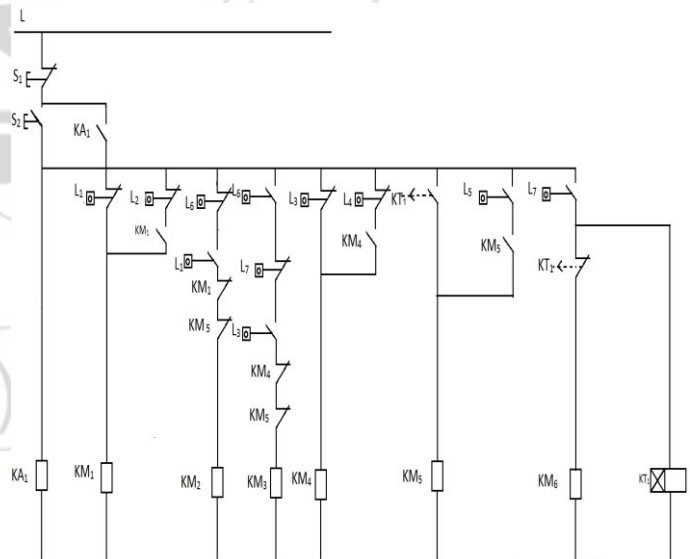 L
S₁
S₂
KA₁
L₁
L₂
L₆
L₆
L₃
L₄
KT₁
L₅
L₇
KM₁
KM₄
KM₅
L₁
L₇
KT₁
KM₁
KM₅
L₃
KM₄
KM₅
KA₁
KM₁
KM₂
KM₃
KM₄
KM₅
KM₆
KT₁